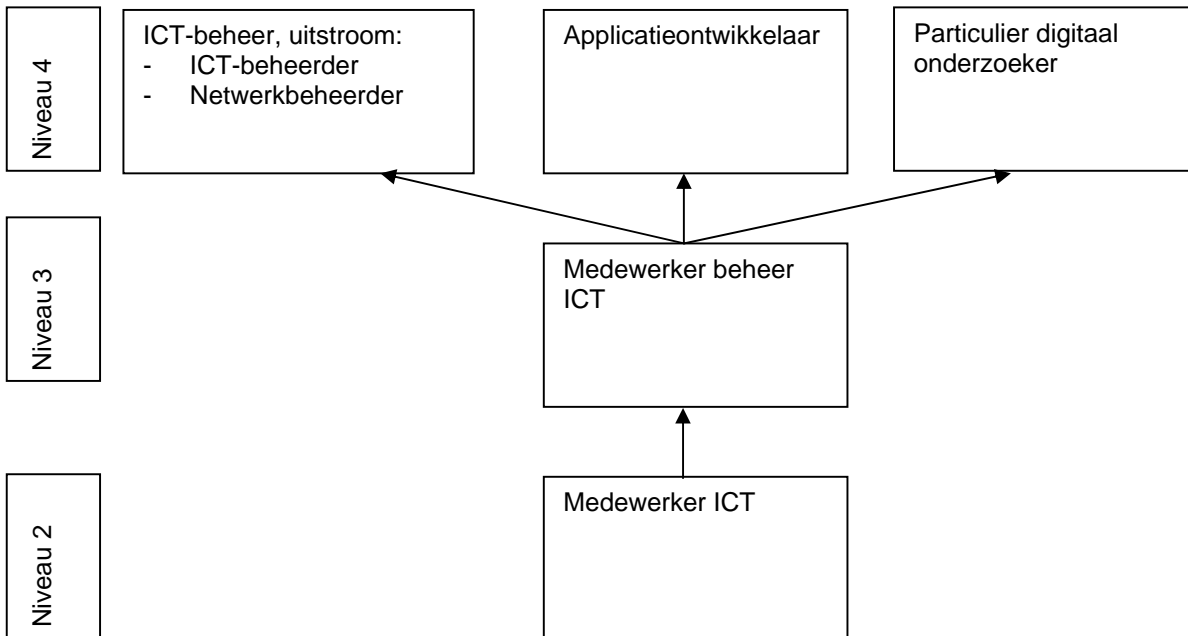 Niveau 4
ICT-beheer, uitstroom:
- ICT-beheerder
- Netwerkbeheerder
Applicatieontwikkelaar
Particulier digitaal
onderzoeker
Niveau 3
Medewerker beheer
ICT
Niveau 2
Medewerker ICT